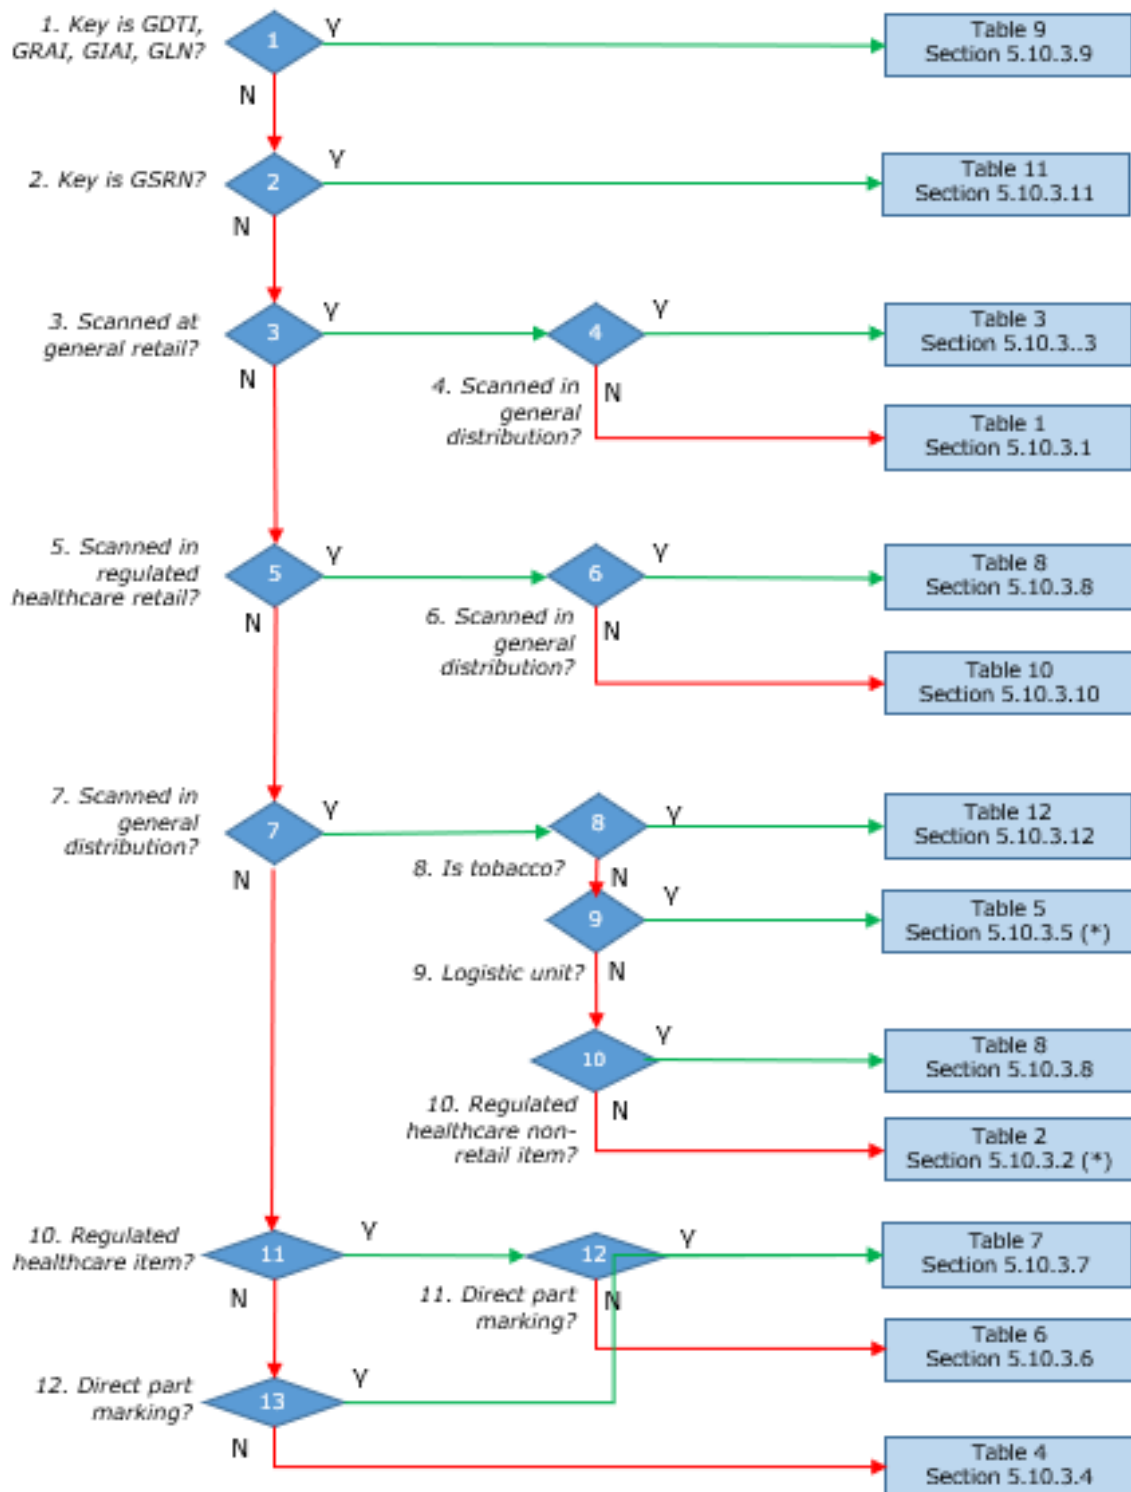 1. Key is GDTI,
GRAI, GIAI, GLN?
1
Y
Table 9
Section 5.10.3.9
N
2. Key is GSRN?
2
Y
Table 11
Section 5.10.3.11
N
3. Scanned at
general retail?
3
Y
4
Y
Table 3
Section 5.10.3..3
N
4. Scanned in
general
distribution?
N
Table 1
Section 5.10.3.1
5. Scanned in
regulated
healthcare retail?
5
Y
6
Y
Table 8
Section 5.10.3.8
N
6. Scanned in
general
distribution?
N
Table 10
Section 5.10.3.10
7. Scanned in
general
distribution?
7
Y
8
Y
Table 12
Section 5.10.3.12
N
8. Is tobacco?
N
9
Y
Table 5
Section 5.10.3.5 (*)
9. Logistic unit?
N
10
Y
Table 8
Section 5.10.3.8
10. Regulated
healthcare non-
retail item?
N
Table 2
Section 5.10.3.2 (*)
10. Regulated
healthcare item?
11
Y
12
Y
Table 7
Section 5.10.3.7
N
11. Direct part
marking?
N
Table 6
Section 5.10.3.6
12. Direct part
marking?
13
Y
N
Table 4
Section 5.10.3.4